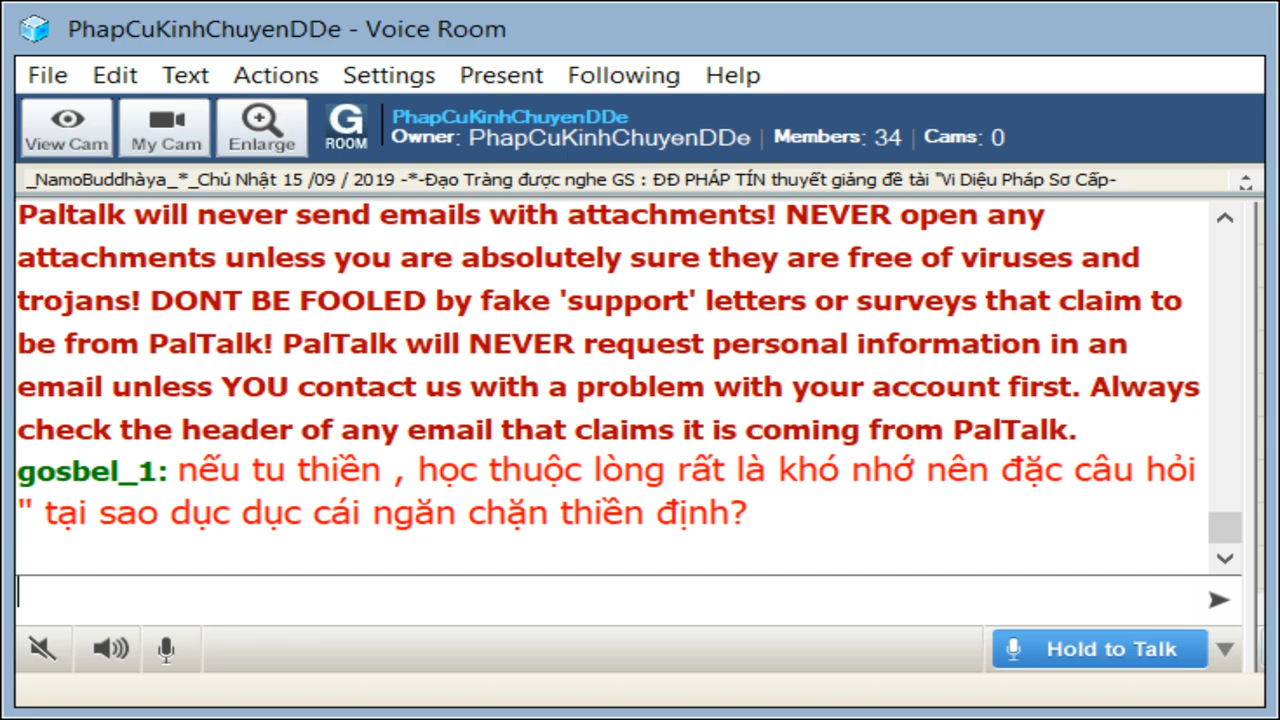 PhapCuKinhChuyenDDe - Voice Room
File Edit Text Actions Settings Present Following Help
View Cam My Cam Enlarge G ROOM PhapCuKinhChuyenDDe
Owner: PhapCuKinhChuyenDDe | Members: 34 | Cams: 0
_NamoBuddhàya_*_Chủ Nhật 15 /09 / 2019 -*-Đạo Tràng được nghe GS : ĐĐ PHÁP TÍN thuyết giảng đề tài "Vi Diệu Pháp Sơ Cấp-
Paltalk will never send emails with attachments! NEVER open any
attachments unless you are absolutely sure they are free of viruses and
trojans! DONT BE FOOLED by fake 'support' letters or surveys that claim to
be from PalTalk! PalTalk will NEVER request personal information in an
email unless YOU contact us with a problem with your account first. Always
check the header of any email that claims it is coming from PalTalk.
gosbel_1: nếu tu thiền , học thuộc lòng rất là khó nhớ nên đặc câu hỏi
" tại sao dục dục cái ngăn chặn thiền định?
Hold to Talk